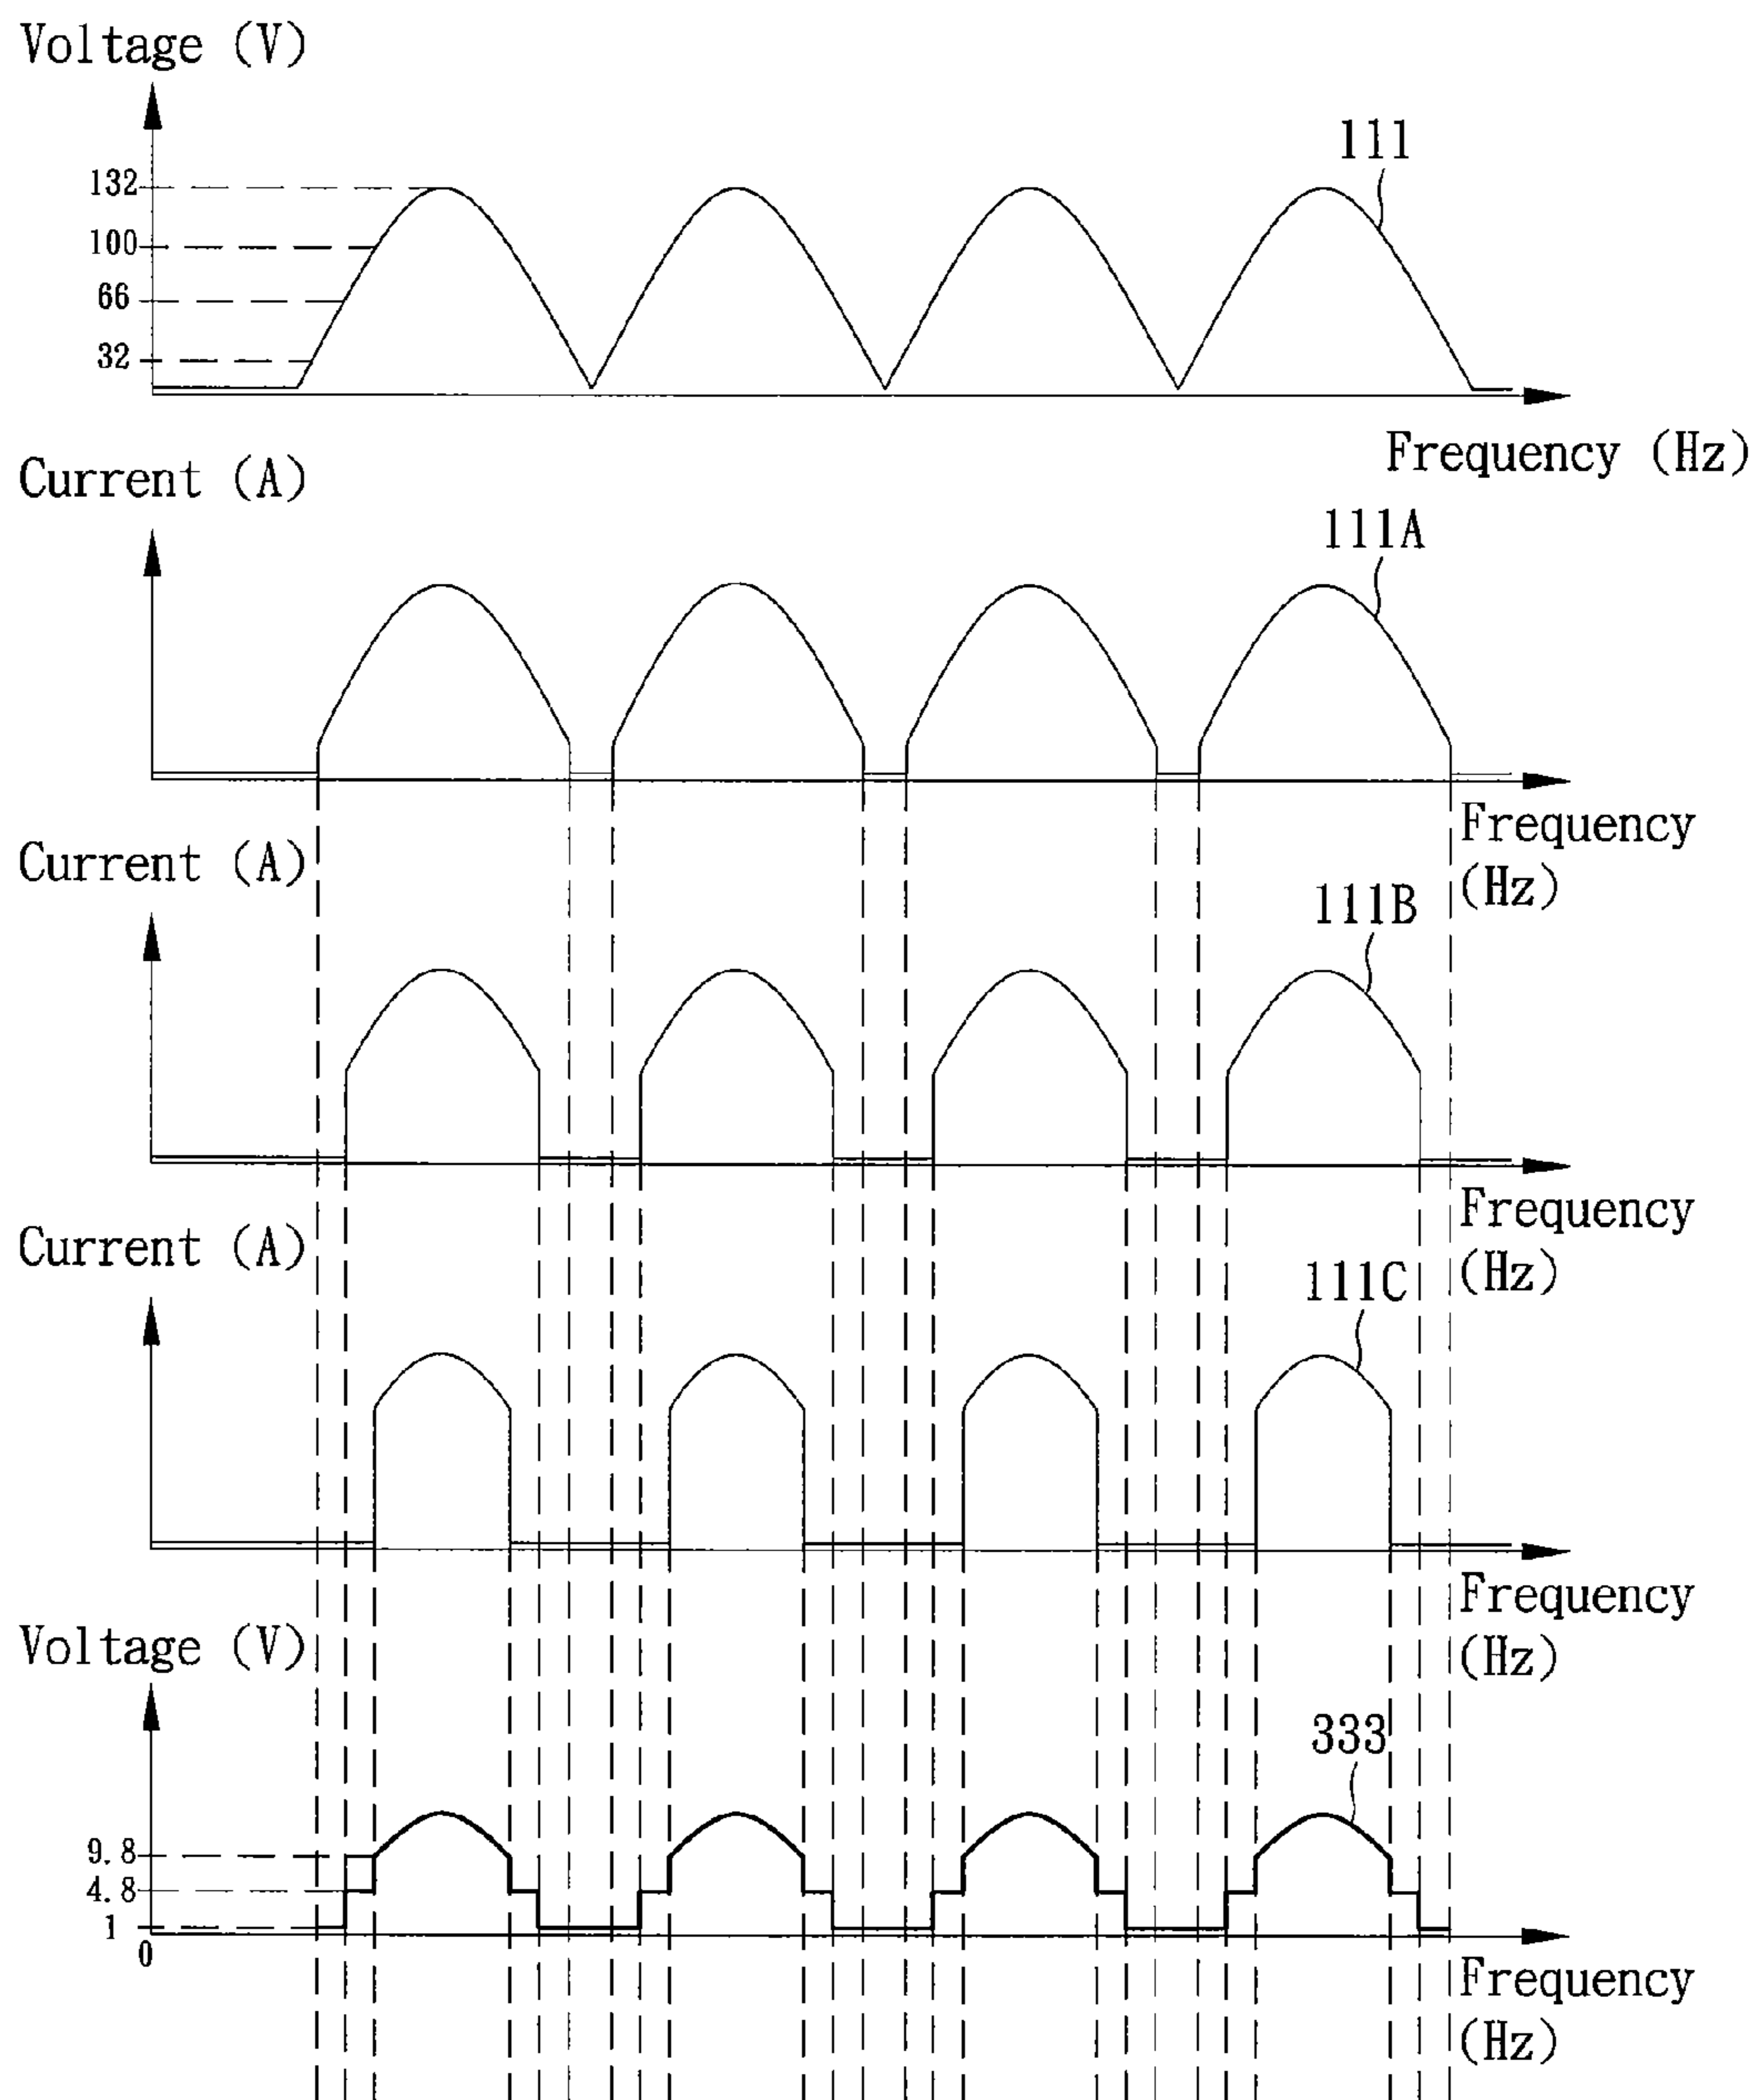 Voltage (V)
111
132
100
66
32
Frequency (Hz)
Current (A)
111A
Frequency
(Hz)
Current (A)
111B
Frequency
(Hz)
Current (A)
111C
Frequency
(Hz)
Voltage (V)
333
9.8
4.8
1
0
Frequency
(Hz)